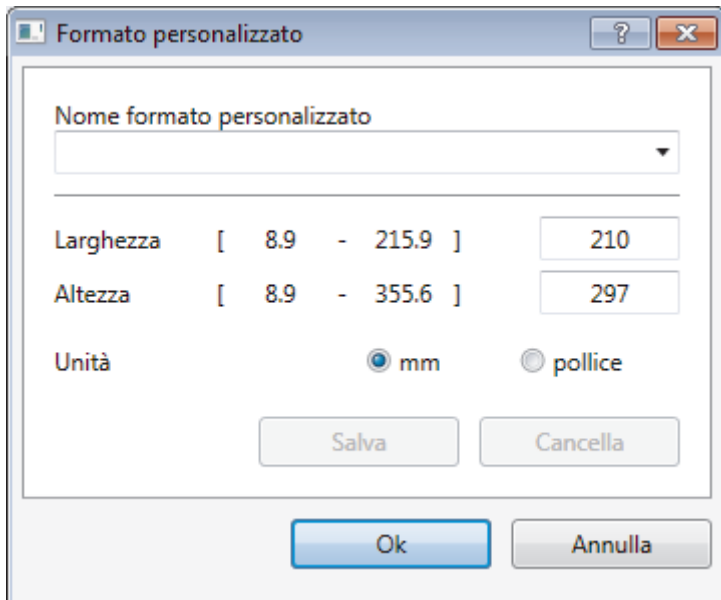 Formato personalizzato
Nome formato personalizzato
Larghezza [ 8.9 - 215.9 ] 210
Altezza [ 8.9 - 355.6 ] 297
Unità mm pollice
Salva Cancella
Ok Annulla